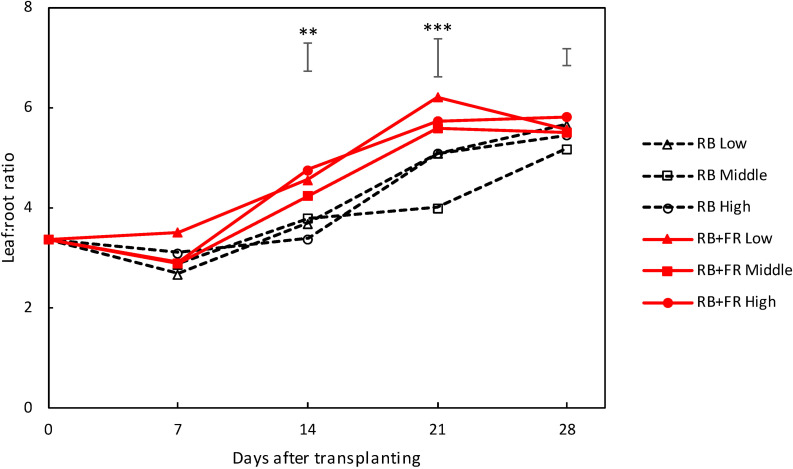 8
** ***
6
4
2
0
0 7 14 21 28
Leaf:root ratio
Days after transplanting
RB Low
RB Middle
RB High
RB+FR Low
RB+FR Middle
RB+FR High